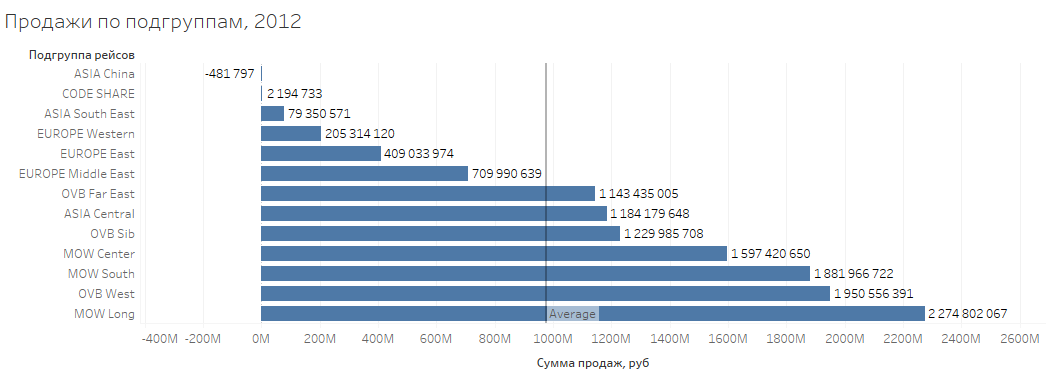 Продажи по подгруппам, 2012
Подгруппа рейсов
ASIA China -481 797
CODE SHARE 2 194 733
ASIA South East 79 350 571
EUROPE Western 205 314 120
EUROPE East 409 033 974
EUROPE Middle East 709 990 639
OVB Far East 1 143 435 005
ASIA Central 1 184 179 648
OVB Sib 1 229 985 708
MOW Center 1 597 420 650
MOW South 1 881 966 722
OVB West 1 950 556 391
MOW Long Average 2 274 802 067
-400M -200M 0M 200M 400M 600M 800M 1000M 1200M 1400M 1600M 1800M 2000M 2200M 2400M 2600M
Сумма продаж, руб